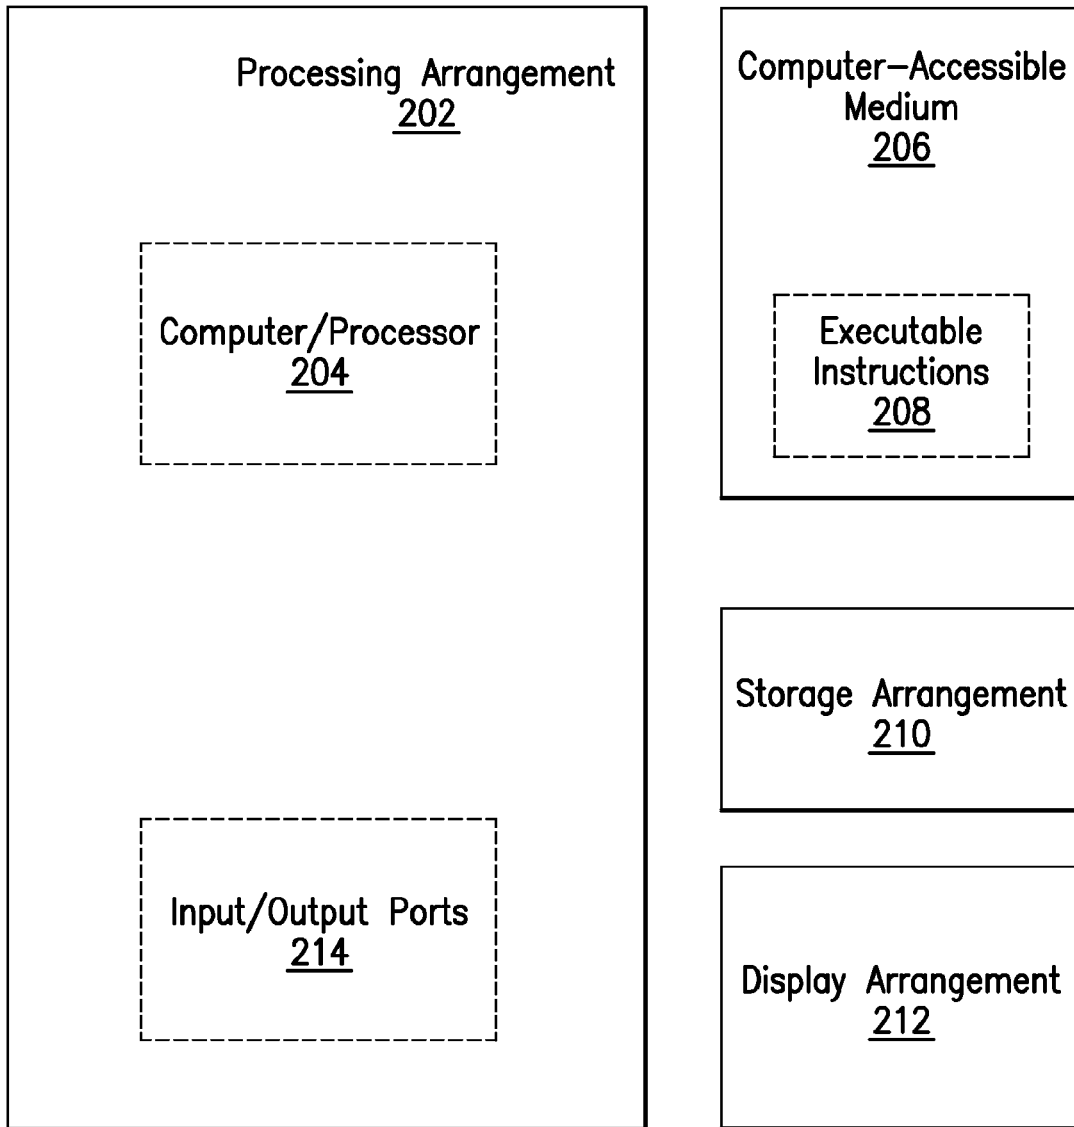 Processing Arrangement
202
Computer/Processor
204
Input/Output Ports
214
Computer-Accessible
Medium
206
Executable
Instructions
208
Storage Arrangement
210
Display Arrangement
212